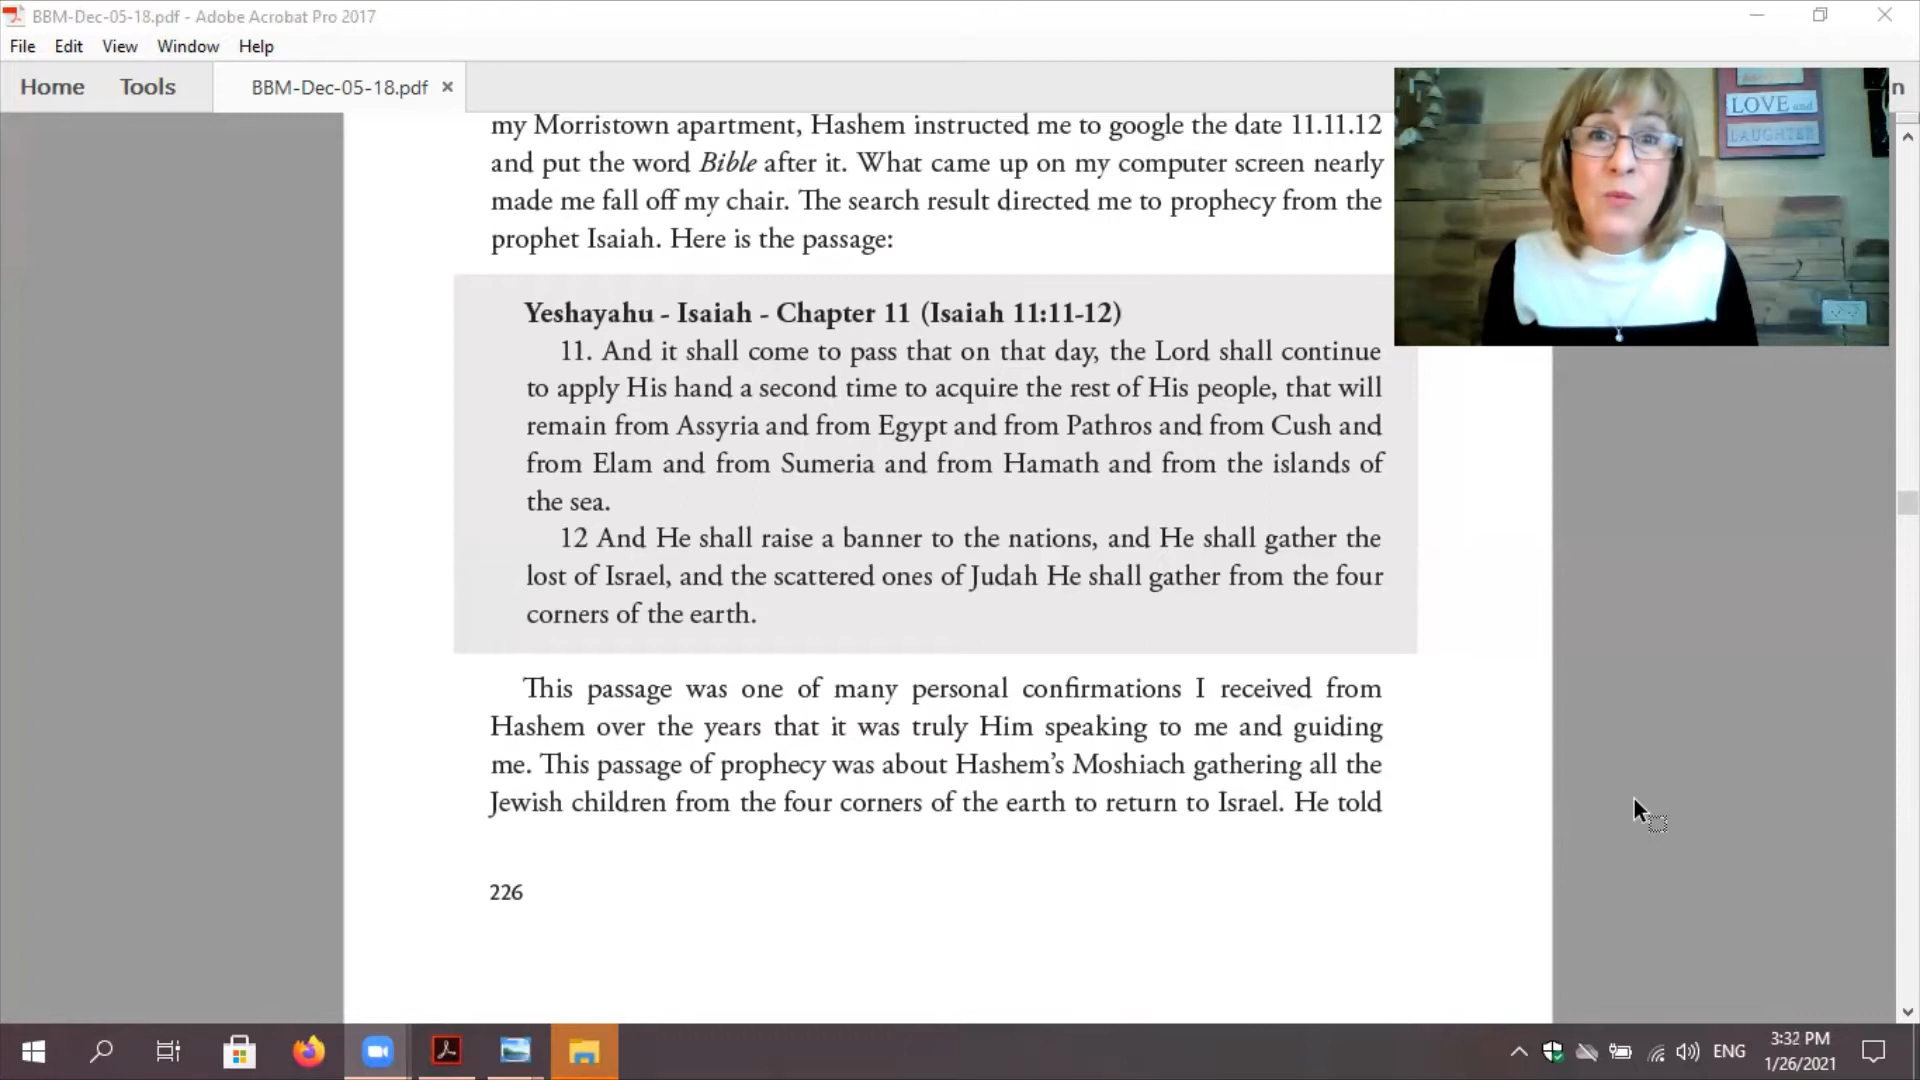 BBM-Dec-05-18.pdf - Adobe Acrobat Pro 2017
File Edit View Window Help
Home Tools BBM-Dec-05-18.pdf × n
LOVE and
LAUGHTER
my Morristown apartment, Hashem instructed me to google the date 11.11.12
and put the word Bible after it. What came up on my computer screen nearly
made me fall off my chair. The search result directed me to prophecy from the
prophet Isaiah. Here is the passage:
Yeshayahu - Isaiah - Chapter 11 (Isaiah 11:11-12)
11. And it shall come to pass that on that day, the Lord shall continue
to apply His hand a second time to acquire the rest of His people, that will
remain from Assyria and from Egypt and from Pathros and from Cush and
from Elam and from Sumeria and from Hamath and from the islands of
the sea.
12 And He shall raise a banner to the nations, and He shall gather the
lost of Israel, and the scattered ones of Judah He shall gather from the four
corners of the earth.
This passage was one of many personal confirmations I received from
Hashem over the years that it was truly Him speaking to me and guiding
me. This passage of prophecy was about Hashem’s Moshiach gathering all the
Jewish children from the four corners of the earth to return to Israel. He told
226
ENG
3:32 PM
1/26/2021